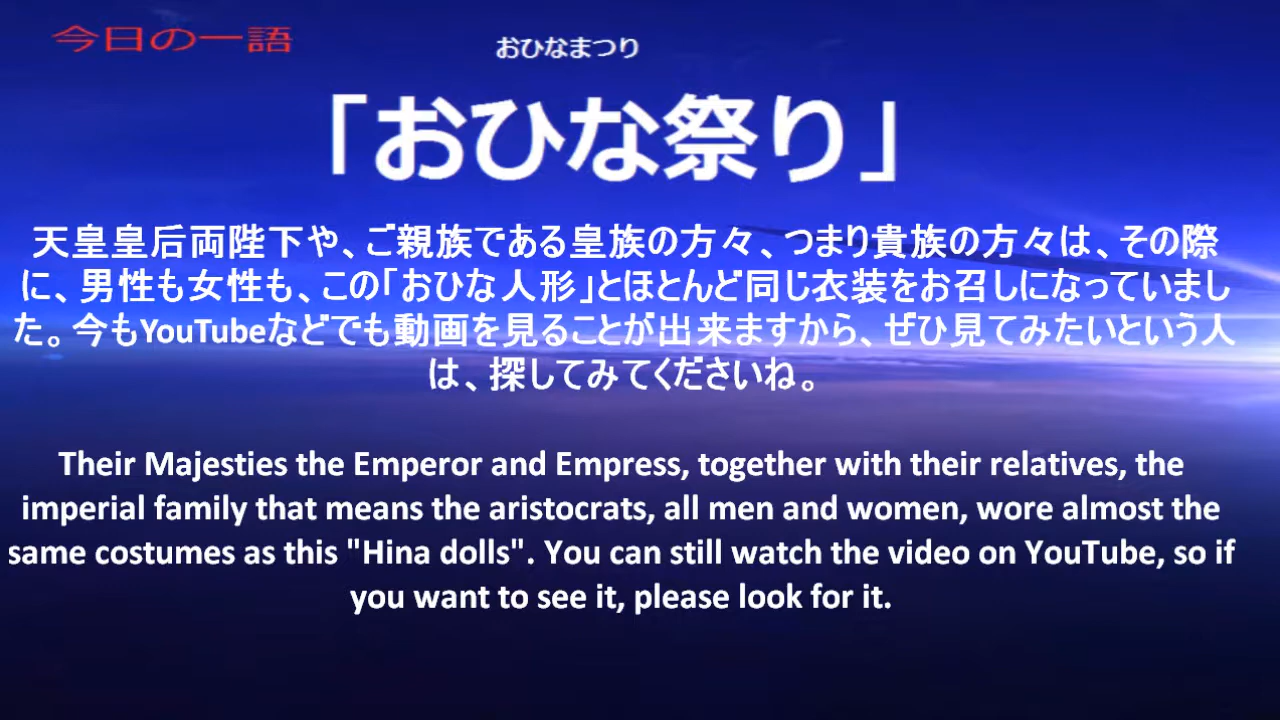 今日の一語
おひなまつり
「おひな祭り」
天皇皇后両陛下や、ご親族である皇族の方々、つまり貴族の方々は、その際
に、男性も女性も、この「おひな人形」とほとんど同じ衣装をお召しになっていまし
た。今もYouTubeなどでも動画を見ることが出来ますから、ぜひ見てみたいという人
は、探してみてくださいね。
Their Majesties the Emperor and Empress, together with their relatives, the
imperial family that means the aristocrats, all men and women, wore almost the
same costumes as this "Hina dolls". You can still watch the video on YouTube, so if
you want to see it, please look for it.